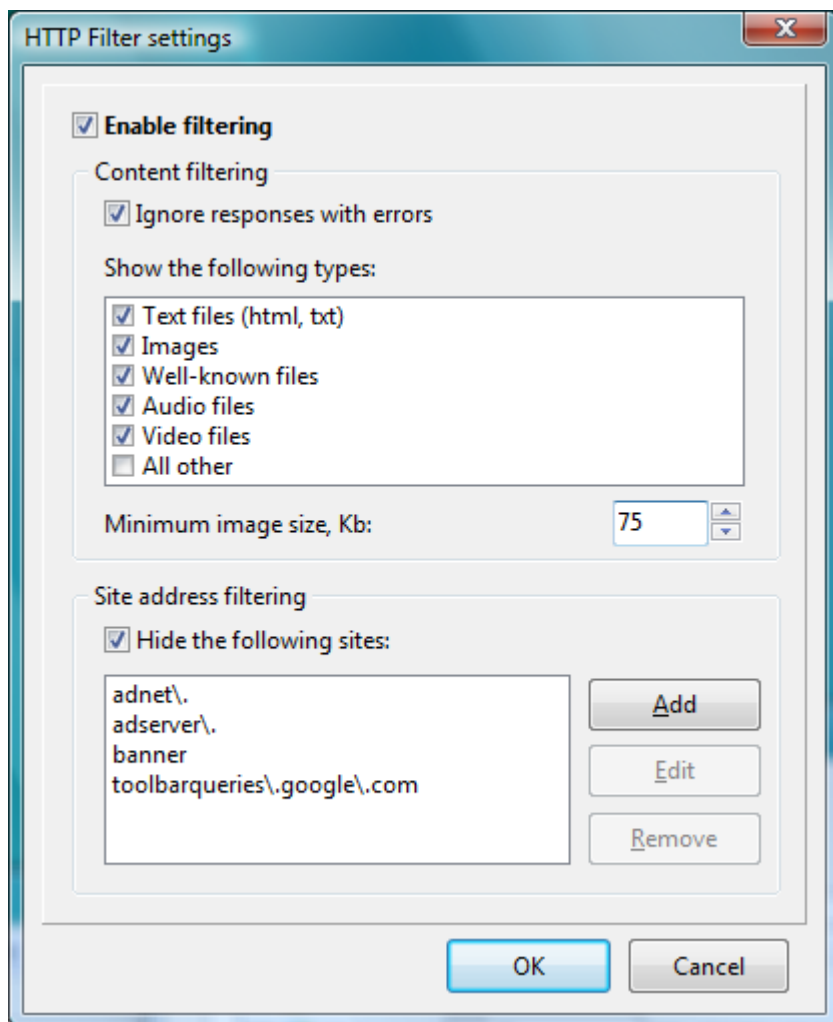 HTTP Filter settings
Enable filtering
Content filtering
Ignore responses with errors
Show the following types:
Text files (html, txt)
Images
Well-known files
Audio files
Video files
All other
Minimum image size, Kb:
75
Site address filtering
Hide the following sites:
adnet\.
adserver\.
banner
toolbarqueries\.google\.com
Add
Edit
Remove
OK
Cancel